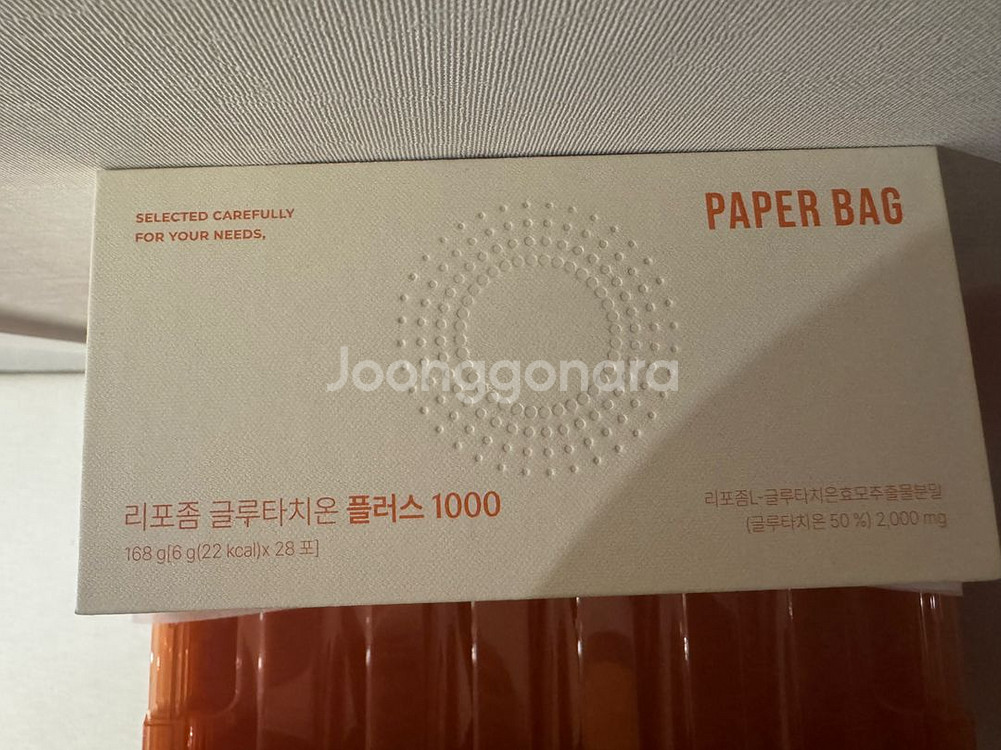 SELECTED CAREFULLY
FOR YOUR NEEDS,
PAPER BAG
Joonggonara
리포좀 글루타치온 플러스 1000
168 g[6 g(22 kcal)x 28 포]
리포좀L-글루타치온효모추출물분말
(글루타치온 50 %) 2,000 mg